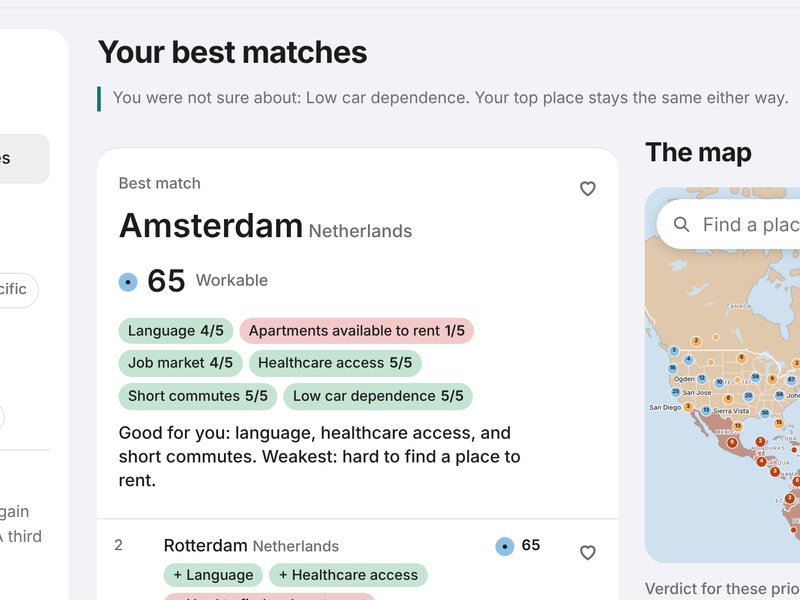 Your best matches
You were not sure about: Low car dependence. Your top place stays the same either way.
es
cific
gain
A third
Best match
Amsterdam Netherlands
65 Workable
Language 4/5 Apartments available to rent 1/5
Job market 4/5 Healthcare access 5/5
Short commutes 5/5 Low car dependence 5/5
Good for you: language, healthcare access, and
short commutes. Weakest: hard to find a place to
rent.
2 Rotterdam Netherlands 65
+ Language + Healthcare access
The map
Find a plac
CANADA
Ogden
San Jose
San Diego
Sierra Vista
Verdict for these prio